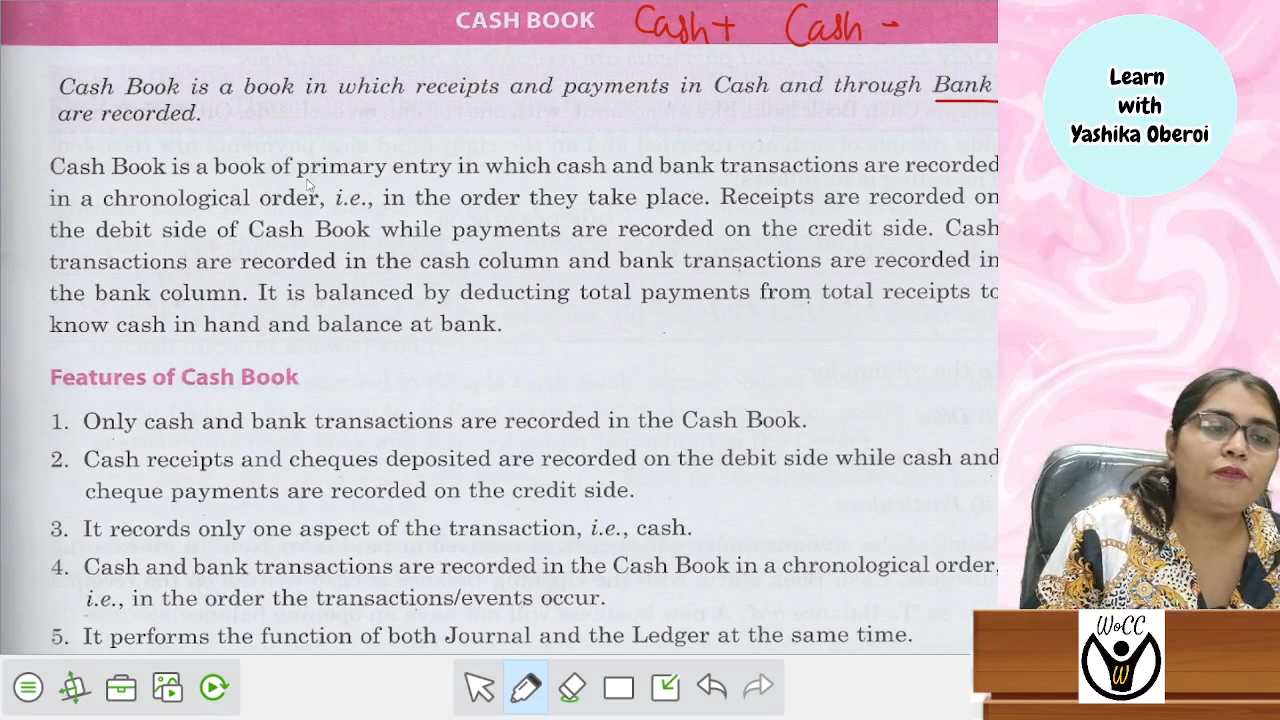 CASH BOOK Cash+ Cash -
Cash Book is a book in which receipts and payments in Cash and through Bank
are recorded.
Cash Book is a book of primary entry in which cash and bank transactions are recorded
in a chronological order, i.e., in the order they take place. Receipts are recorded on
the debit side of Cash Book while payments are recorded on the credit side. Cash
transactions are recorded in the cash column and bank transactions are recorded in
the bank column. It is balanced by deducting total payments from total receipts to
know cash in hand and balance at bank.
Features of Cash Book
1. Only cash and bank transactions are recorded in the Cash Book.
2. Cash receipts and cheques deposited are recorded on the debit side while cash and
cheque payments are recorded on the credit side.
3. It records only one aspect of the transaction, i.e., cash.
4. Cash and bank transactions are recorded in the Cash Book in a chronological order,
i.e., in the order the transactions/events occur.
5. It performs the function of both Journal and the Ledger at the same time.
Learn
with
Yashika Oberoi
WoCC
W